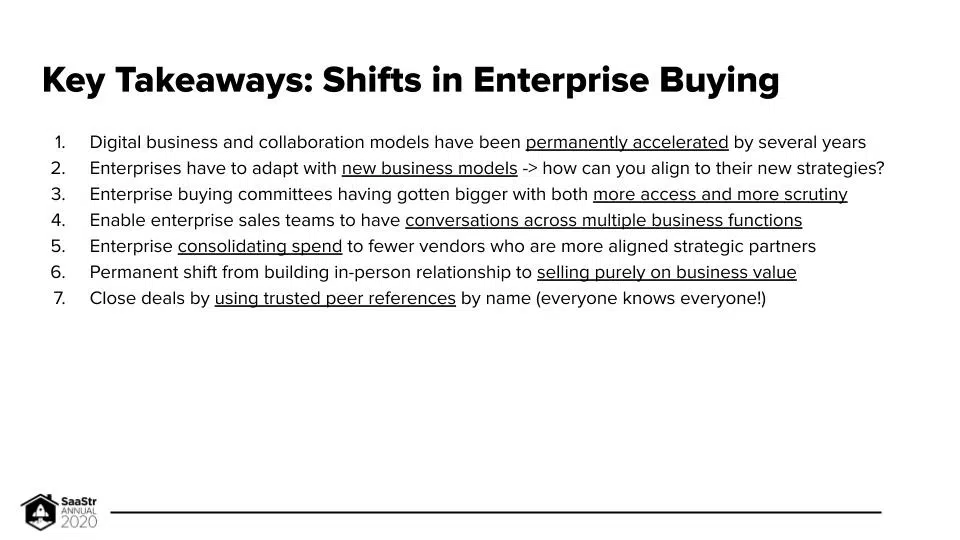 Key Takeaways: Shifts in Enterprise Buying
1. Digital business and collaboration models have been permanently accelerated by several years
2. Enterprises have to adapt with new business models -> how can you align to their new strategies?
3. Enterprise buying committees having gotten bigger with both more access and more scrutiny
4. Enable enterprise sales teams to have conversations across multiple business functions
5. Enterprise consolidating spend to fewer vendors who are more aligned strategic partners
6. Permanent shift from building in-person relationship to selling purely on business value
7. Close deals by using trusted peer references by name (everyone knows everyone!)
SaaStr
ANNUAL
2020